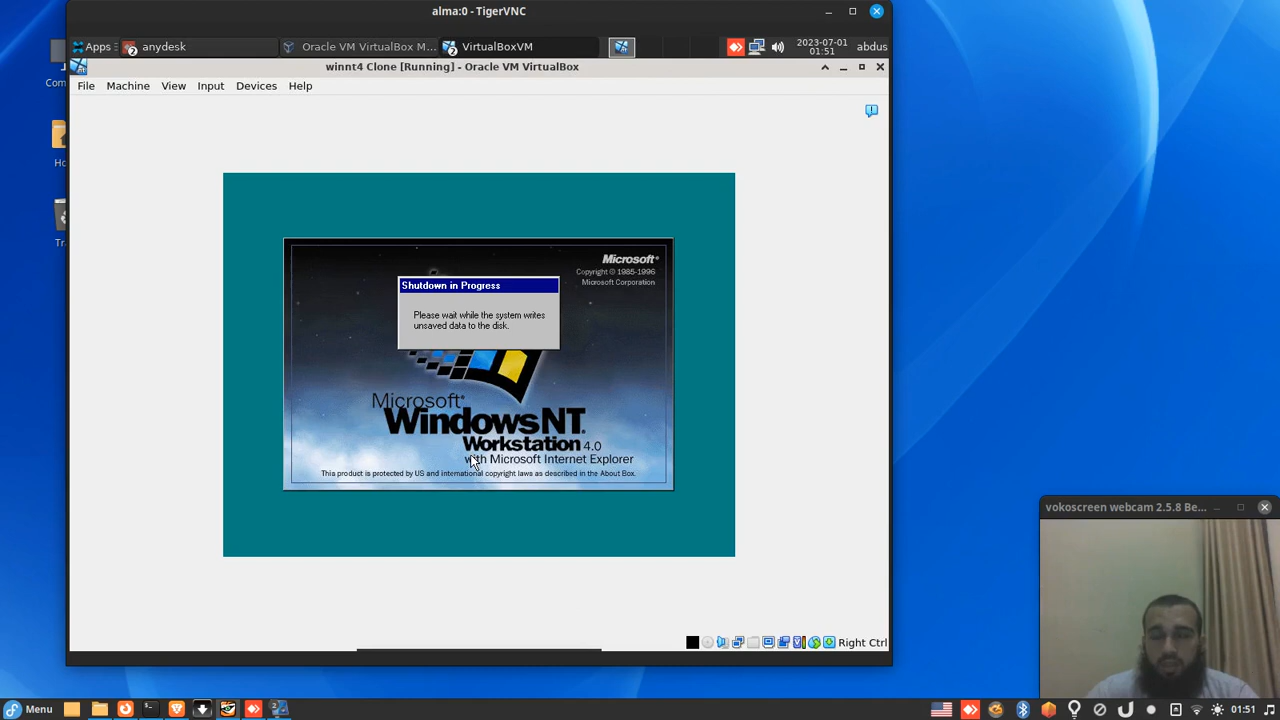 alma:0 - TigerVNC
Apps
anydesk
Oracle VM VirtualBox M...
VirtualBoxVM
2023-07-01
01:51
abdus
winnt4 Clone [Running] - Oracle VM VirtualBox
File Machine View Input Devices Help
Com
Ho
Tra
Microsoft®
Copyright © 1985-1996
Microsoft Corporation
Shutdown in Progress
Please wait while the system writes
unsaved data to the disk.
Microsoft®
WindowsNT®
Workstation 4.0
with Microsoft Internet Explorer
This product is protected by US and international copyright laws as described in the About Box.
vokoscreen webcam 2.5.8 Be...
Right Ctrl
Menu
01:51